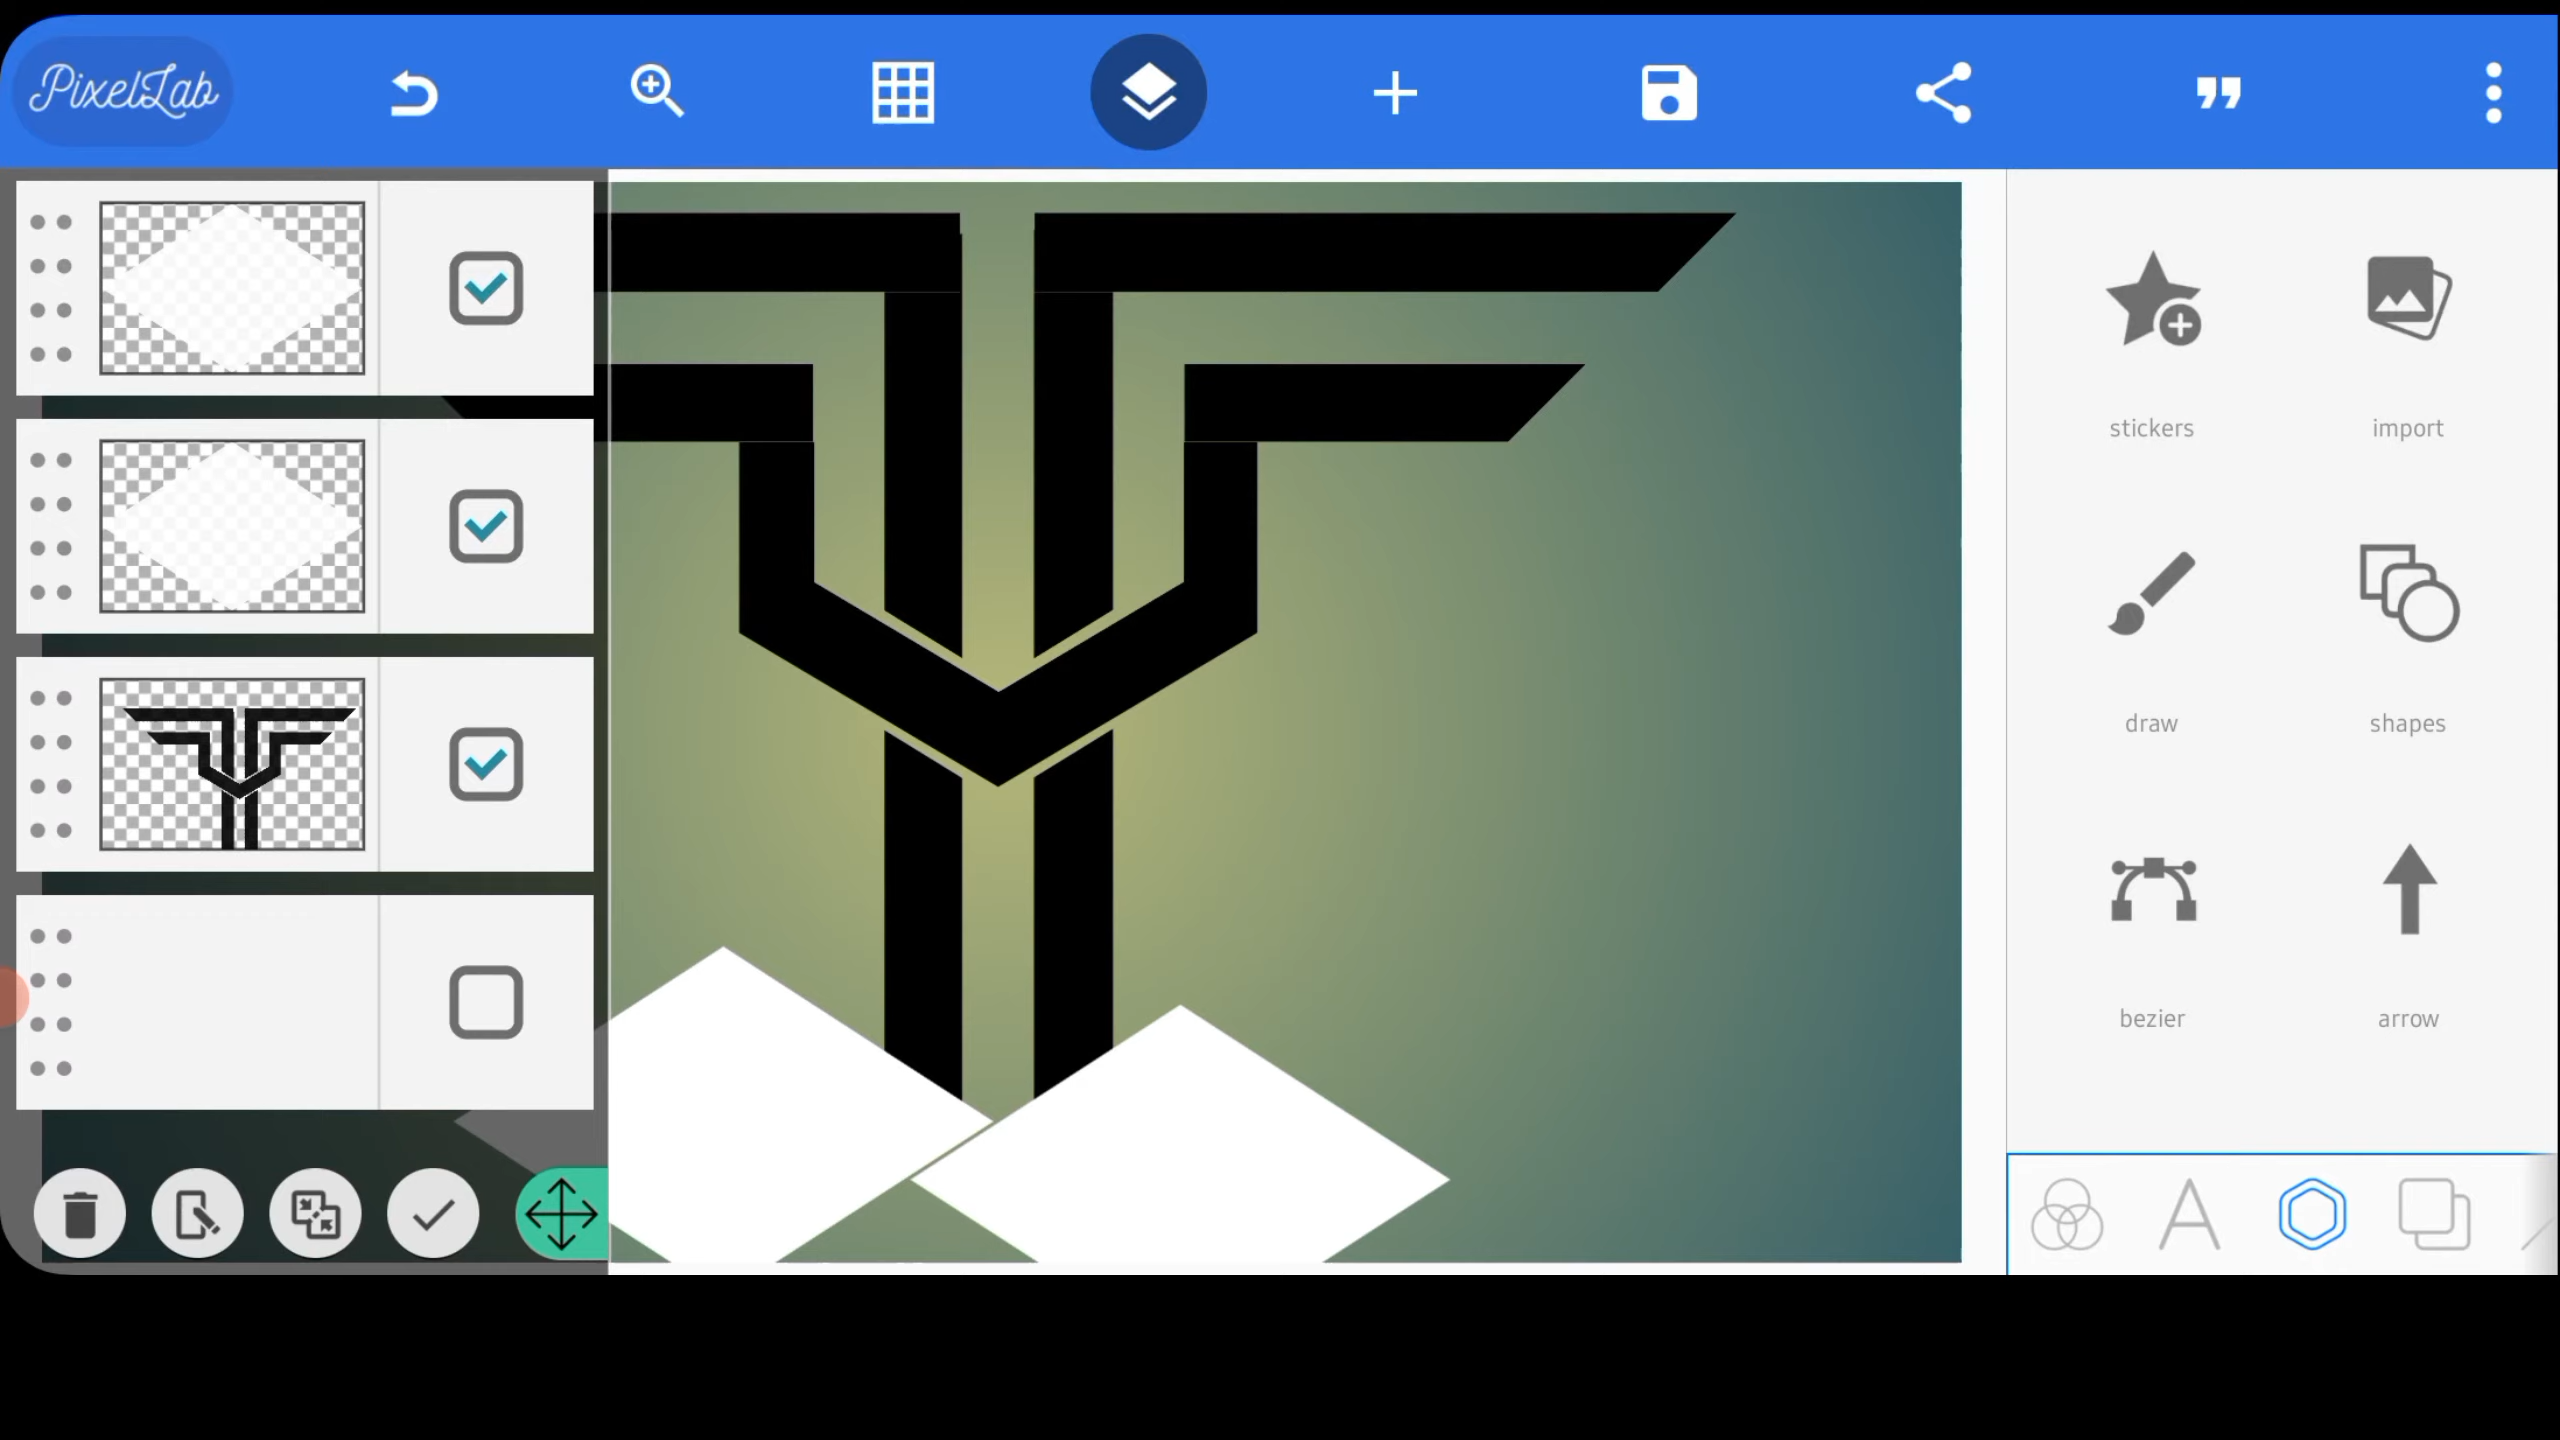 PixelLab
stickers
import
draw
shapes
bezier
arrow